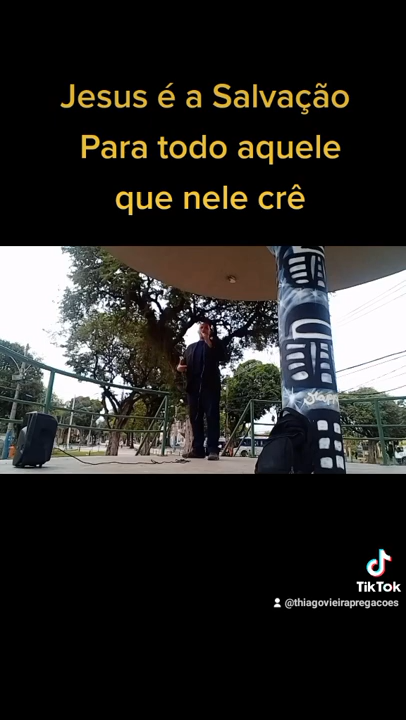 Jesus é a Salvação
Para todo aquele
que nele crê
TikTok
@thiagovieirapregacoes